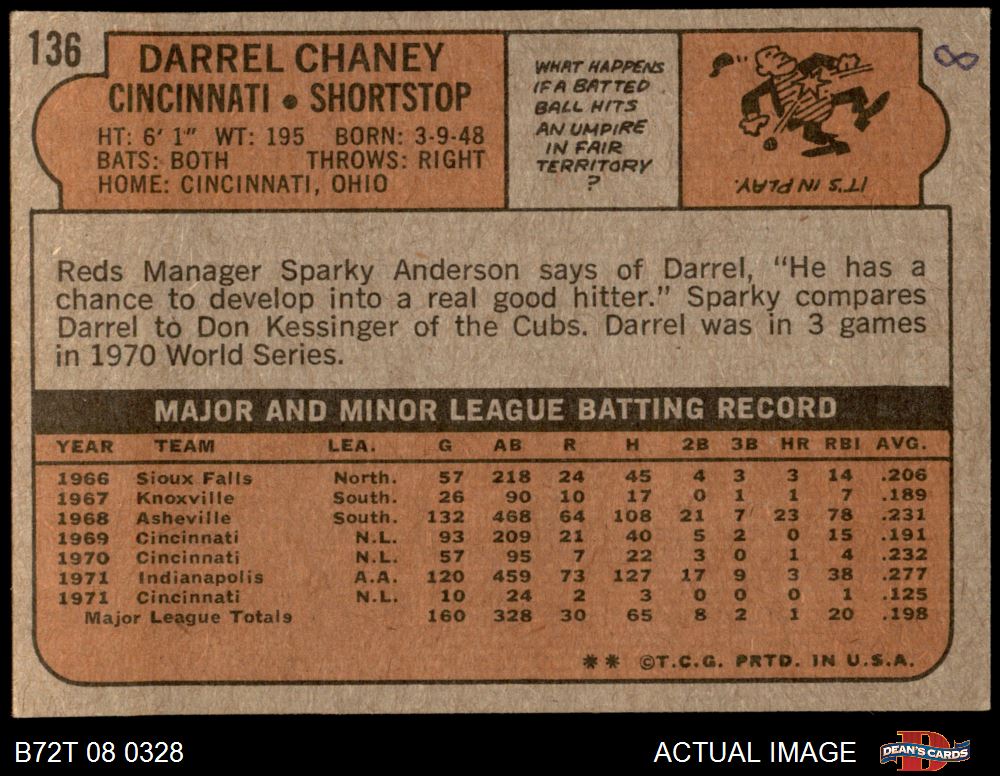 136
DARREL CHANEY
CINCINNATI • SHORTSTOP
HT: 6' 1" WT: 195 BORN: 3-9-48
BATS: BOTH THROWS: RIGHT
HOME: CINCINNATI, OHIO
WHAT HAPPENS
IF A BATTED
BALL HITS
AN UMPIRE
IN FAIR
TERRITORY
?
IT'S IN PLAY.
8
Reds Manager Sparky Anderson says of Darrel, "He has a
chance to develop into a real good hitter." Sparky compares
Darrel to Don Kessinger of the Cubs. Darrel was in 3 games
in 1970 World Series.
MAJOR AND MINOR LEAGUE BATTING RECORD
YEAR TEAM LEA. G AB R H 2B 3B HR RBI AVG.
1966 Sioux Falls North. 57 218 24 45 4 3 3 14 .206
1967 Knoxville South. 26 90 10 17 0 1 1 7 .189
1968 Asheville South. 132 468 64 108 21 7 23 78 .231
1969 Cincinnati N.L. 93 209 21 40 5 2 0 15 .191
1970 Cincinnati N.L. 57 95 7 22 3 0 1 4 .232
1971 Indianapolis A.A. 120 459 73 127 17 9 3 38 .277
1971 Cincinnati N.L. 10 24 2 3 0 0 0 1 .125
Major League Totals 160 328 30 65 8 2 1 20 .198
** ©T.C.G. PRTD. IN U.S.A.
B72T 08 0328
ACTUAL IMAGE
D
DEAN'S CARDS